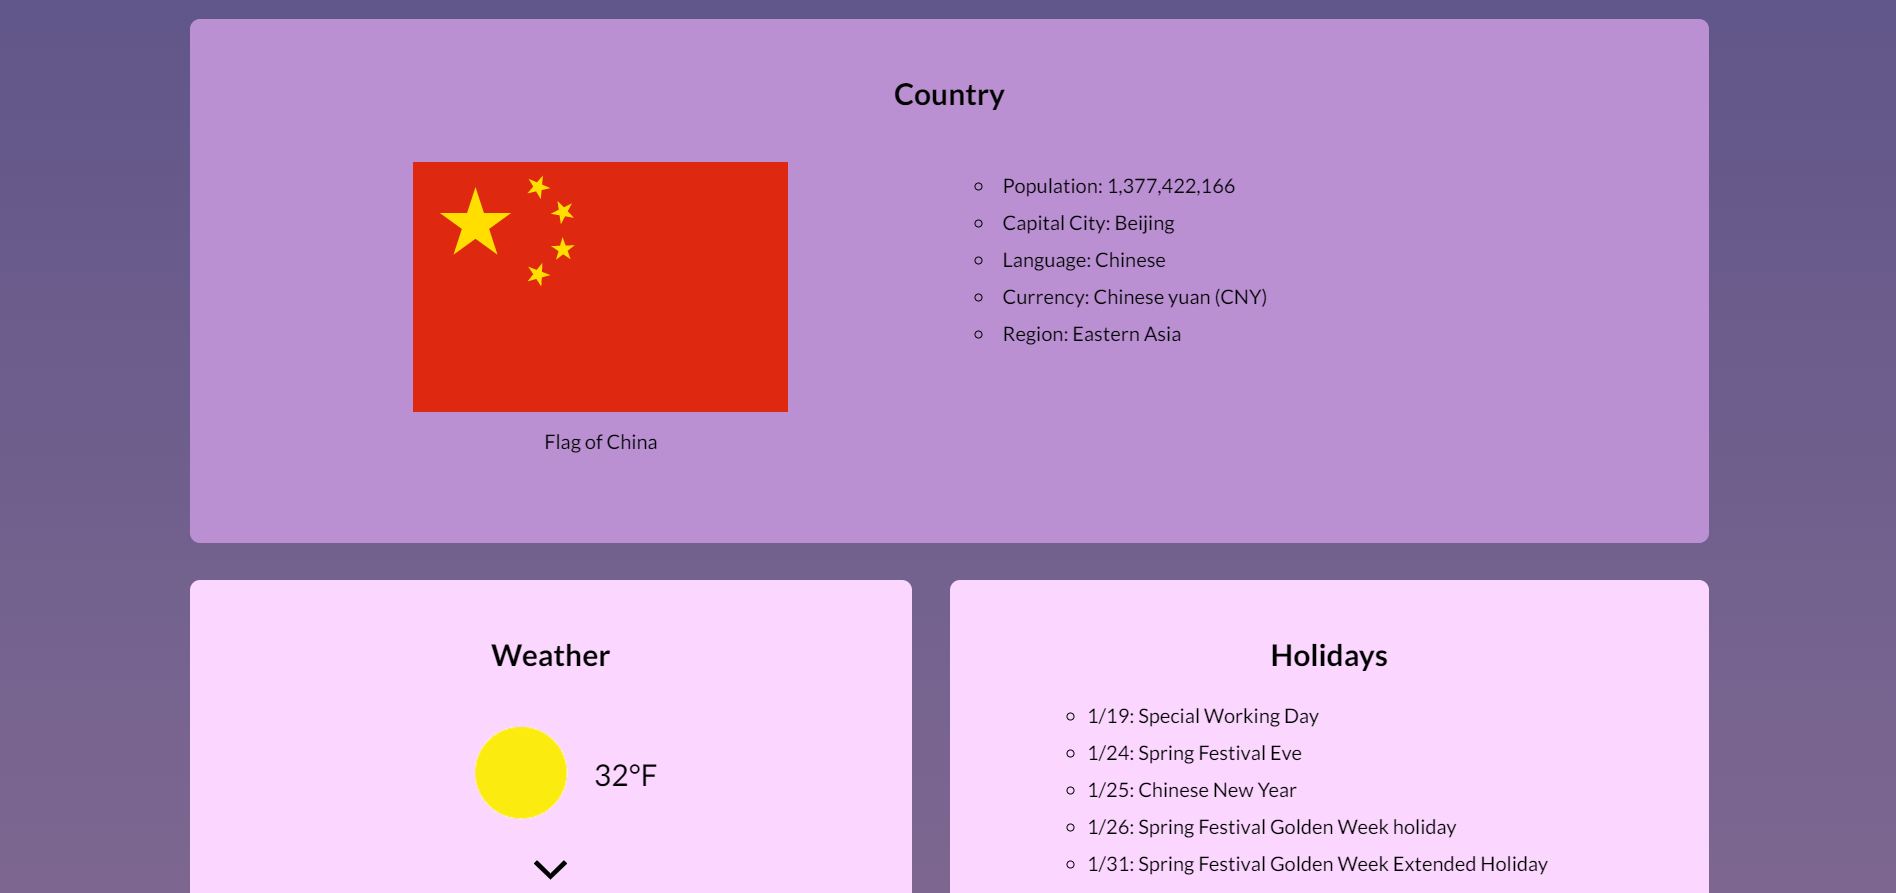 Country
Population: 1,377,422,166
Capital City: Beijing
Language: Chinese
Currency: Chinese yuan (CNY)
Region: Eastern Asia
Flag of China
Weather
32°F
Holidays
1/19: Special Working Day
1/24: Spring Festival Eve
1/25: Chinese New Year
1/26: Spring Festival Golden Week holiday
1/31: Spring Festival Golden Week Extended Holiday